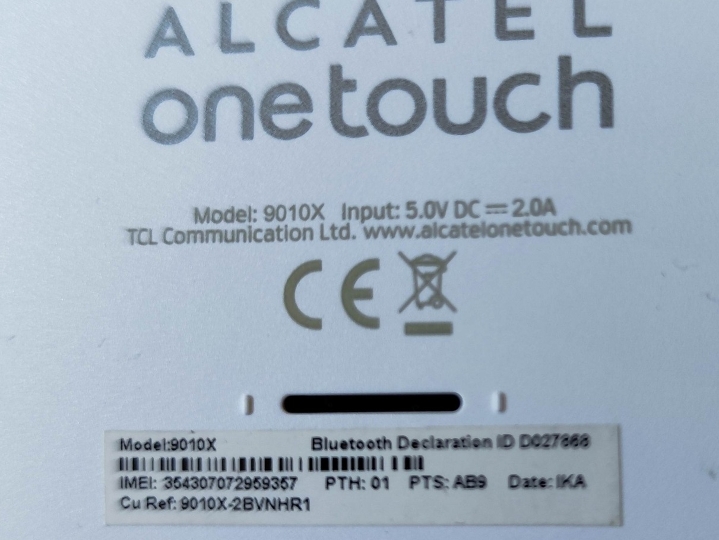 ALCATEL
onetouch
Model: 9010X Input: 5.0V DC ⎓ 2.0A
TCL Communication Ltd. www.alcatelonetouch.com
CE
Model:9010X Bluetooth Declaration ID D027868
IMEI: 354307072959357 PTH: 01 PTS: AB9 Date: IKA
Cu Ref: 9010X-2BVNHR1